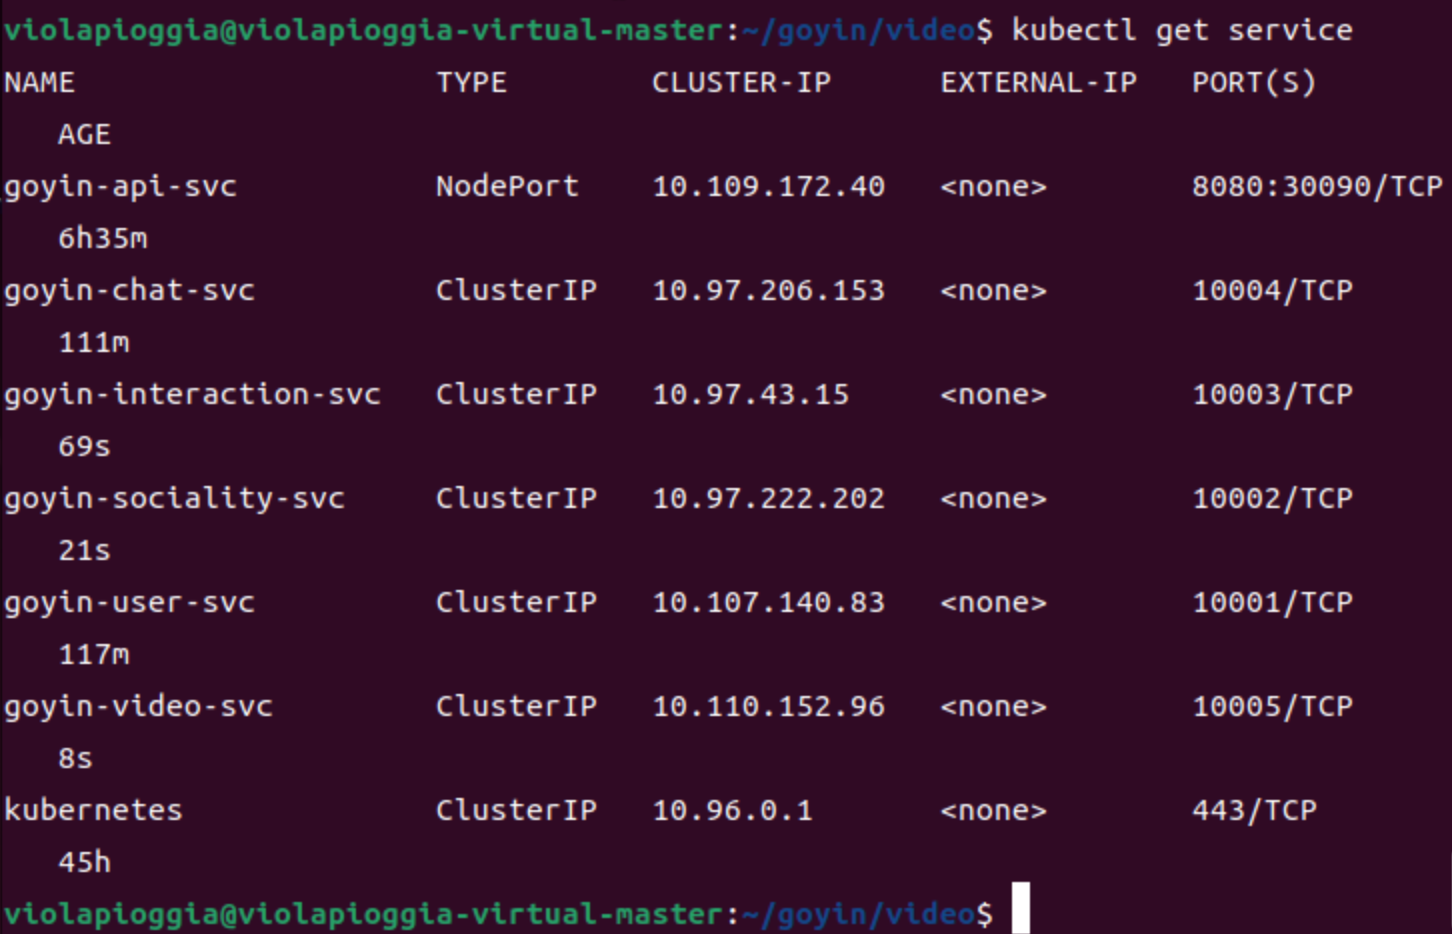 violapioggia@violapioggia-virtual-master:~/goyin/video$ kubectl get service
NAME                    TYPE        CLUSTER-IP      EXTERNAL-IP   PORT(S)
   AGE
goyin-api-svc           NodePort    10.109.172.40   <none>        8080:30090/TCP
   6h35m
goyin-chat-svc          ClusterIP   10.97.206.153   <none>        10004/TCP
   111m
goyin-interaction-svc   ClusterIP   10.97.43.15     <none>        10003/TCP
   69s
goyin-sociality-svc     ClusterIP   10.97.222.202   <none>        10002/TCP
   21s
goyin-user-svc          ClusterIP   10.107.140.83   <none>        10001/TCP
   117m
goyin-video-svc         ClusterIP   10.110.152.96   <none>        10005/TCP
   8s
kubernetes              ClusterIP   10.96.0.1       <none>        443/TCP
   45h
violapioggia@violapioggia-virtual-master:~/goyin/video$